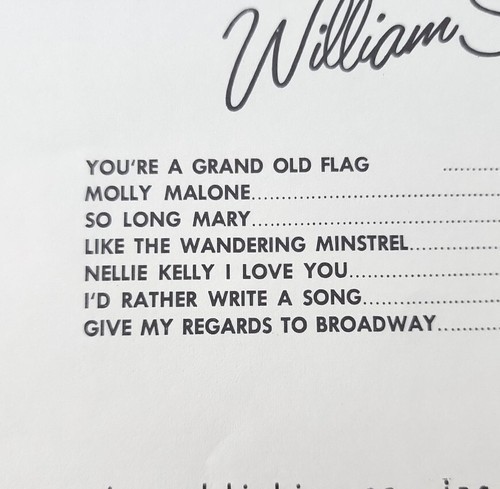 William
YOU'RE A GRAND OLD FLAG ..........
MOLLY MALONE..............................
SO LONG MARY..............................
LIKE THE WANDERING MINSTREL..........
NELLIE KELLY I LOVE YOU..................
I'D RATHER WRITE A SONG................
GIVE MY REGARDS TO BROADWAY..........